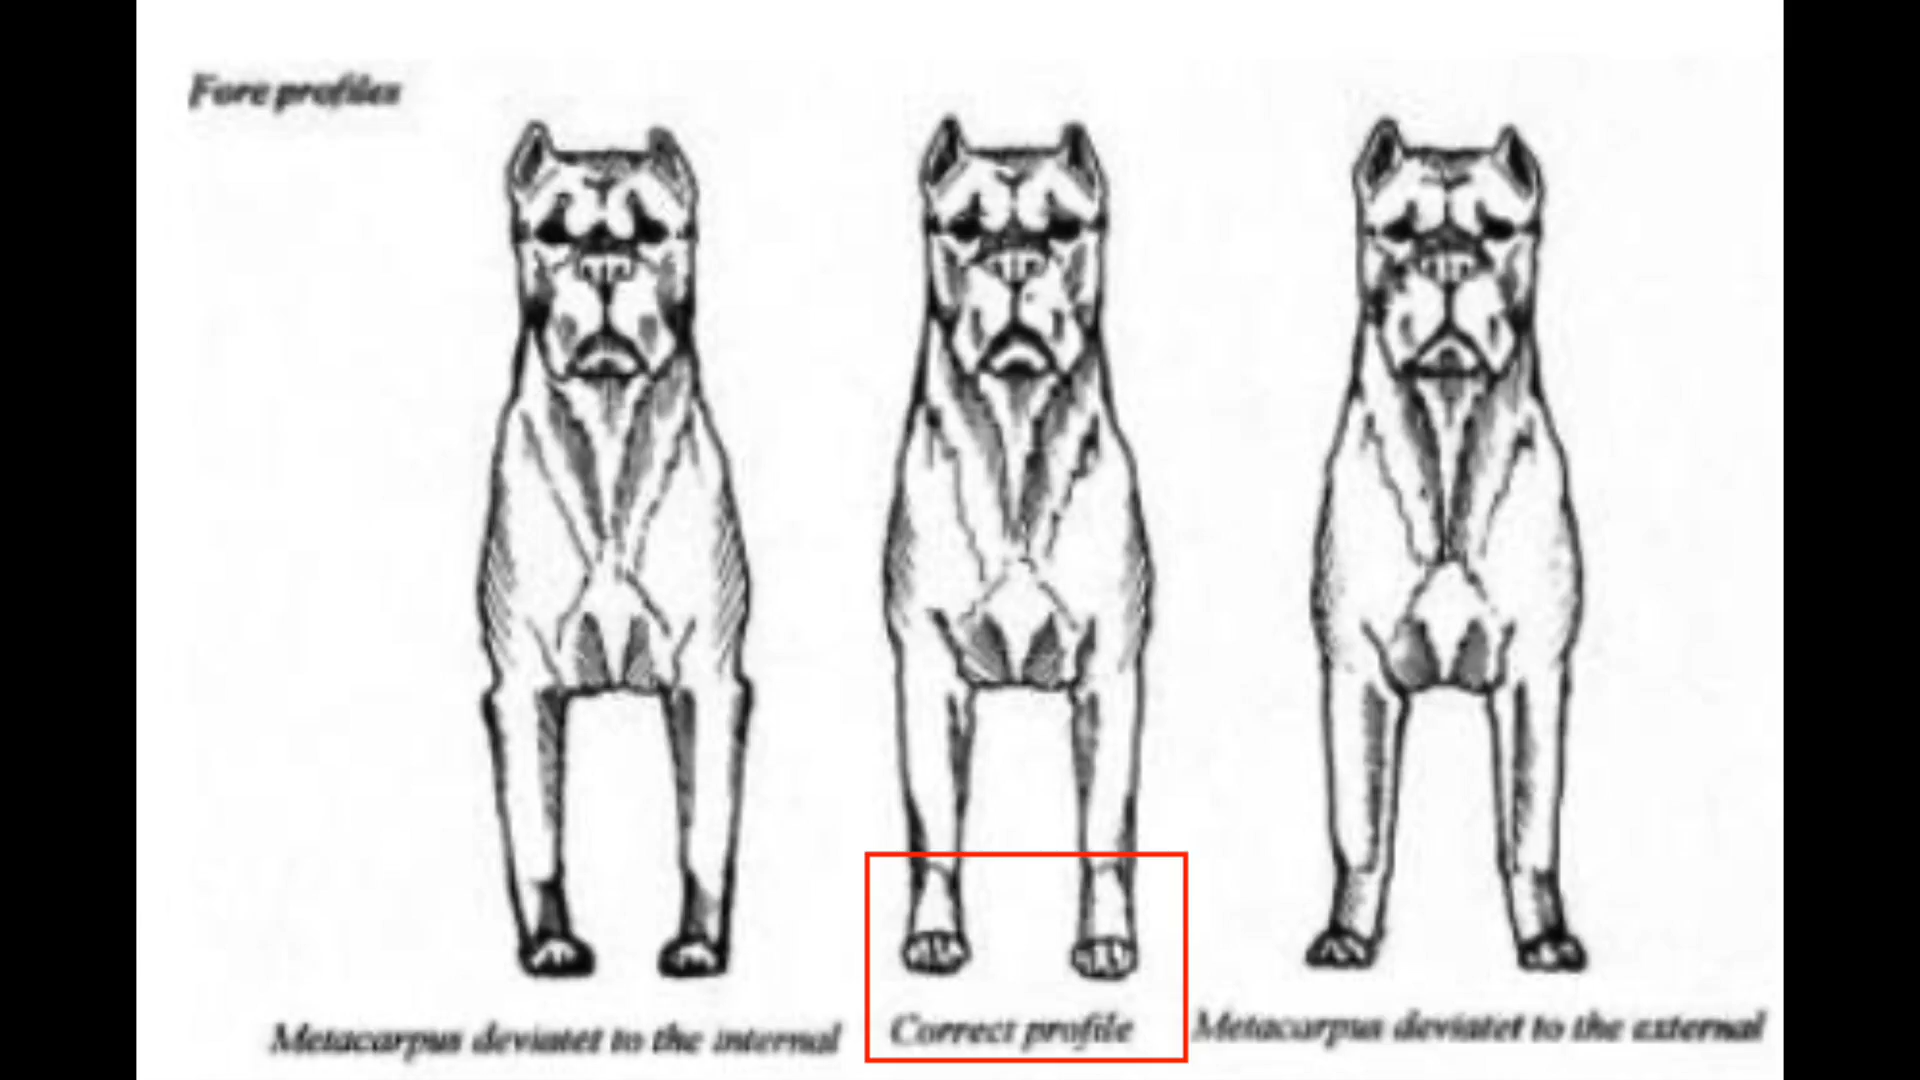 Fore profiles
Metacarpus deviatet to the internal
Correct profile
Metacarpus deviatet to the external